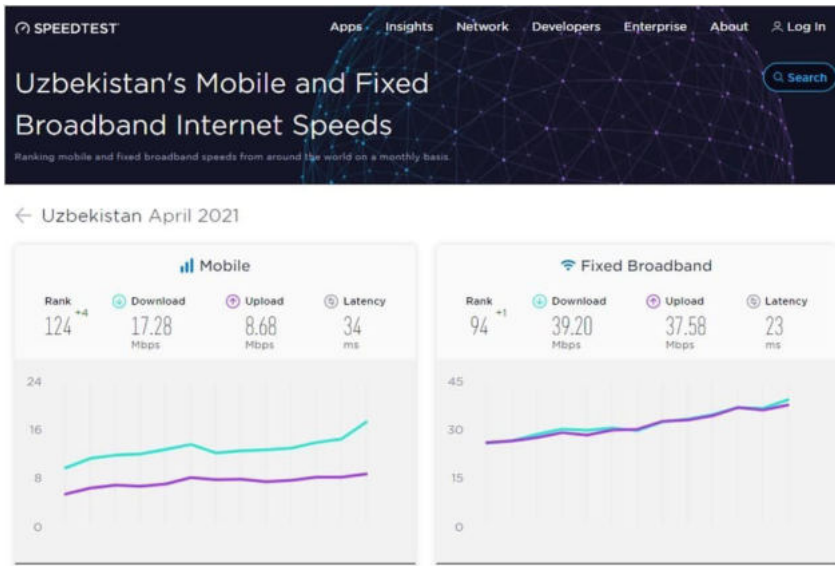 SPEEDTEST
Apps Insights Network Developers Enterprise About Log In
Uzbekistan's Mobile and Fixed
Broadband Internet Speeds
Search
Ranking mobile and fixed broadband speeds from around the world on a monthly basis.
← Uzbekistan April 2021
Mobile
Rank Download Upload Latency
124 +4 17.28 8.68 34
Mbps Mbps ms
24
16
8
0
Fixed Broadband
Rank Download Upload Latency
94 +1 39.20 37.58 23
Mbps Mbps ms
45
30
15
0